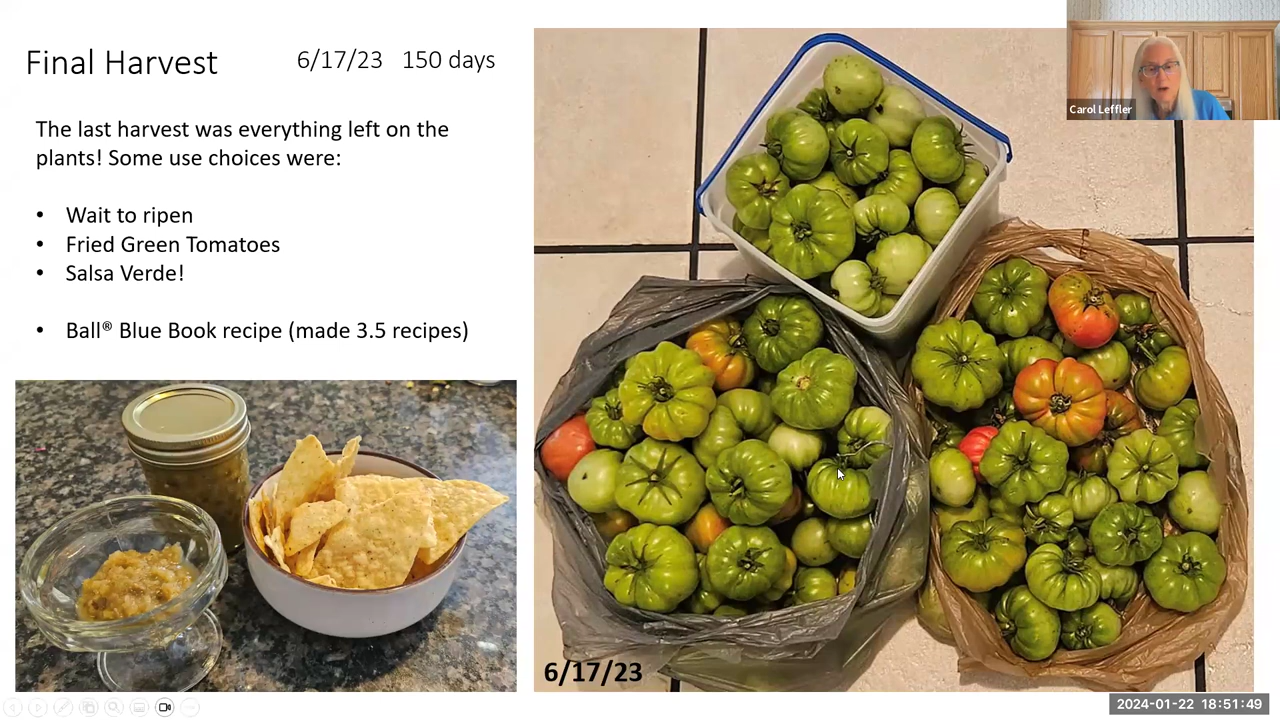 Final Harvest 6/17/23 150 days
The last harvest was everything left on the
plants! Some use choices were:
• Wait to ripen
• Fried Green Tomatoes
• Salsa Verde!
• Ball® Blue Book recipe (made 3.5 recipes)
Carol Leffler
6/17/23
2024-01-22 18:51:49